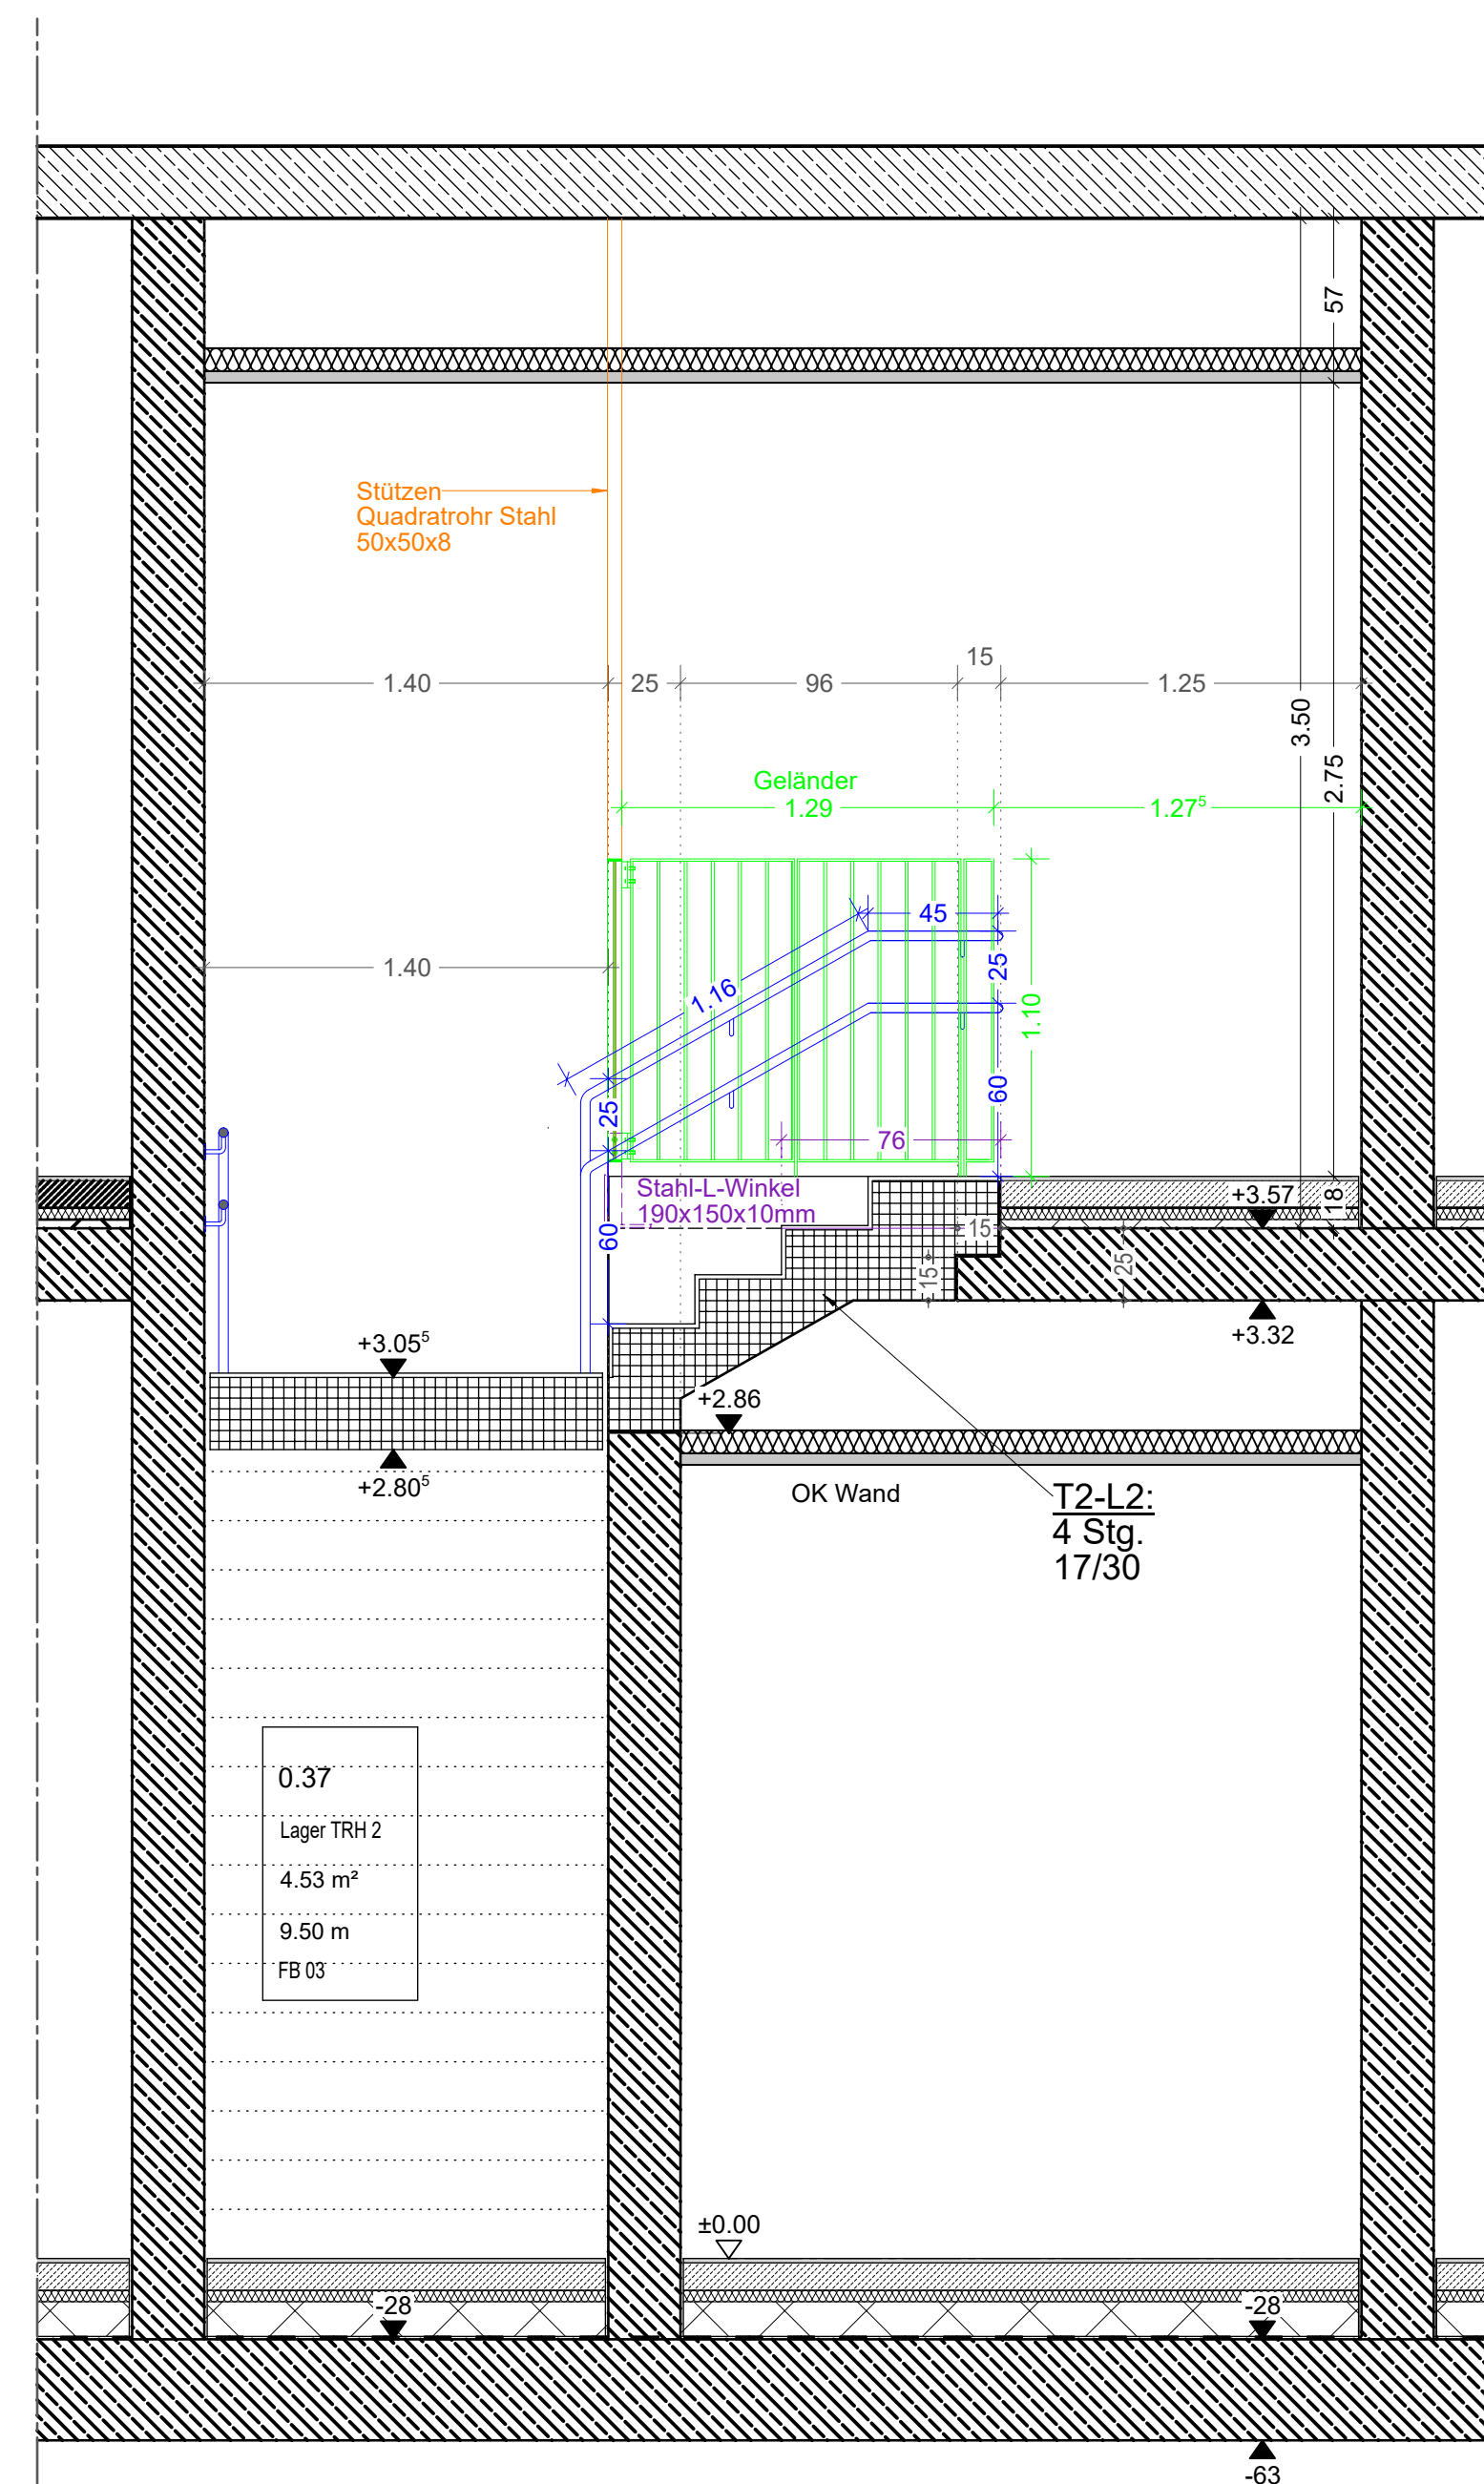 57
Stützen
Quadratrohr Stahl
50x50x8
15
1.40
25
96
1.25
3.50
2.75
Geländer
1.29
1.27⁵
45
1.40
25
1.16
1.10
60
25
76
Stahl-L-Winkel
190x150x10mm
+3.57
18
60
15
15
25
+3.05⁵
+3.32
+2.86
+2.80⁵
OK Wand
T2-L2:
4 Stg.
17/30
0.37
Lager TRH 2
4.53 m²
9.50 m
FB 03
±0.00
-28
-28
-63